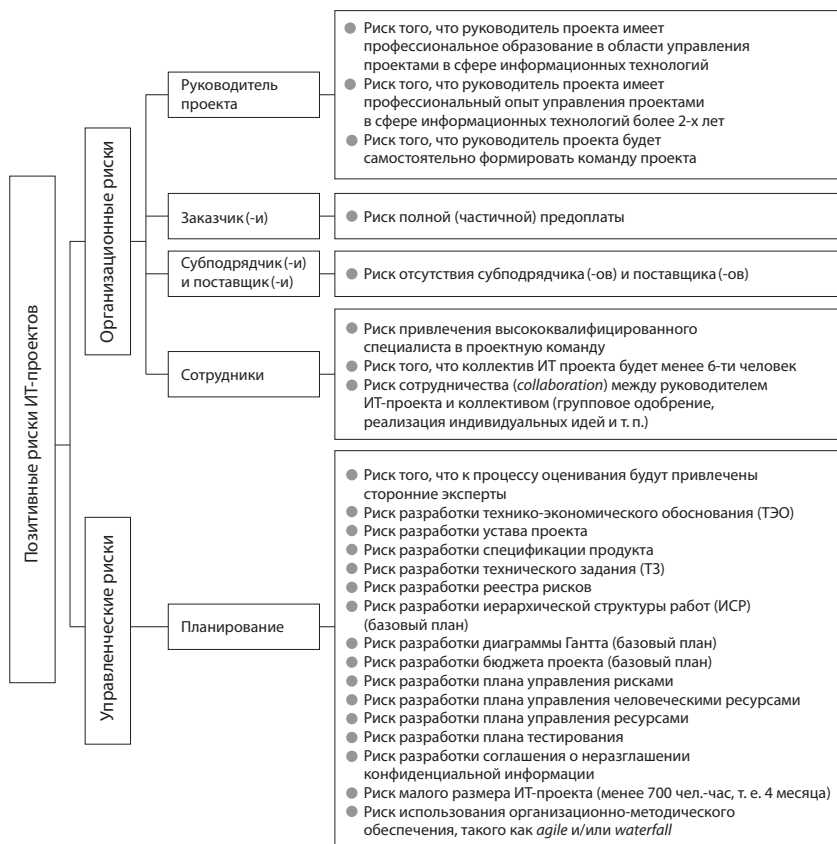 Позитивные риски ИТ-проектов
Организационные риски
Руководитель
проекта
Риск того, что руководитель проекта имеет
профессиональное образование в области управления
проектами в сфере информационных технологий
Риск того, что руководитель проекта имеет
профессиональный опыт управления проектами
в сфере информационных технологий более 2-х лет
Риск того, что руководитель проекта будет
самостоятельно формировать команду проекта
Заказчик (-и)
Риск полной (частичной) предоплаты
Субподрядчик (-и)
и поставщик (-и)
Риск отсутствия субподрядчика (-ов) и поставщика (-ов)
Сотрудники
Риск привлечения высококвалифицированного
специалиста в проектную команду
Риск того, что коллектив ИТ проекта будет менее 6-ти человек
Риск сотрудничества (collaboration) между руководителем
ИТ-проекта и коллективом (групповое одобрение,
реализация индивидуальных идей и т. п.)
Управленческие риски
Планирование
Риск того, что к процессу оценивания будут привлечены
сторонние эксперты
Риск разработки технико-экономического обоснования (ТЭО)
Риск разработки устава проекта
Риск разработки спецификации продукта
Риск разработки технического задания (ТЗ)
Риск разработки реестра рисков
Риск разработки иерархической структуры работ (ИСР)
(базовый план)
Риск разработки диаграммы Гантта (базовый план)
Риск разработки бюджета проекта (базовый план)
Риск разработки плана управления рисками
Риск разработки плана управления человеческими ресурсами
Риск разработки плана управления ресурсами
Риск разработки плана тестирования
Риск разработки соглашения о неразглашении
конфиденциальной информации
Риск малого размера ИТ-проекта (менее 700 чел.-час, т. е. 4 месяца)
Риск использования организационно-методического
обеспечения, такого как agile и/или waterfall